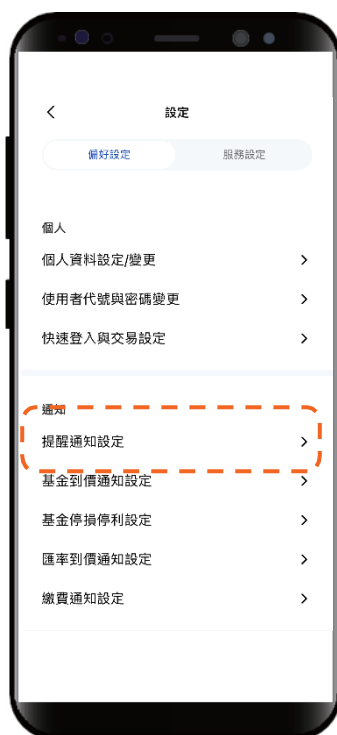 設定
偏好設定
服務設定
個人
個人資料設定/變更
使用者代號與密碼變更
快速登入與交易設定
通知
提醒通知設定
基金到價通知設定
基金停損停利設定
匯率到價通知設定
繳費通知設定